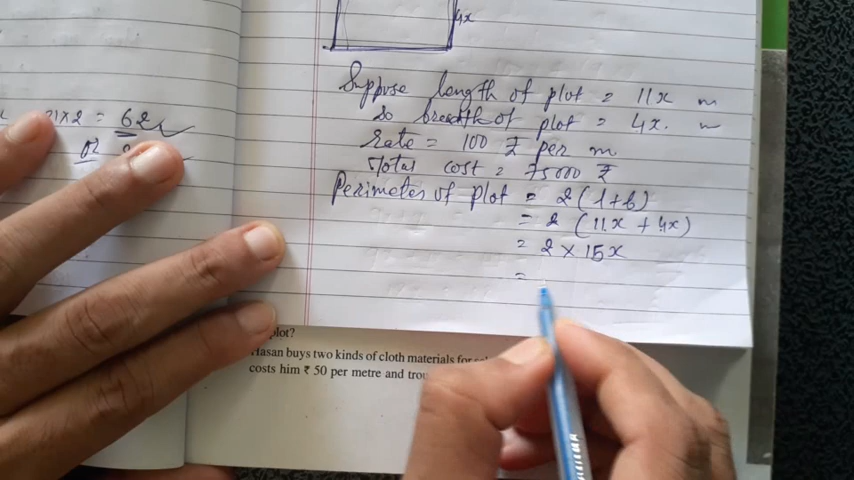 31x2 = 62
or
4x
Suppose length of plot = 11x m
So breadth of plot = 4x. m
rate = 100 ₹ per m
Total cost = 75000 ₹
Perimeter of plot = 2(l+b)
= 2 (11x + 4x)
= 2 × 15x
=
plot?
Hasan buys two kinds of cloth materials for
costs him ₹ 50 per metre and